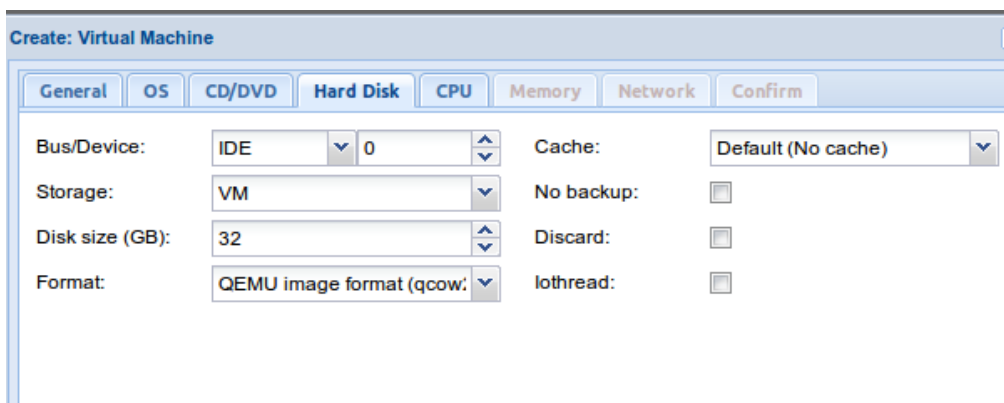 Create: Virtual Machine
General OS CD/DVD Hard Disk CPU Memory Network Confirm
Bus/Device: IDE 0 Cache: Default (No cache)
Storage: VM No backup:
Disk size (GB): 32 Discard:
Format: QEMU image format (qcow2 Iothread: